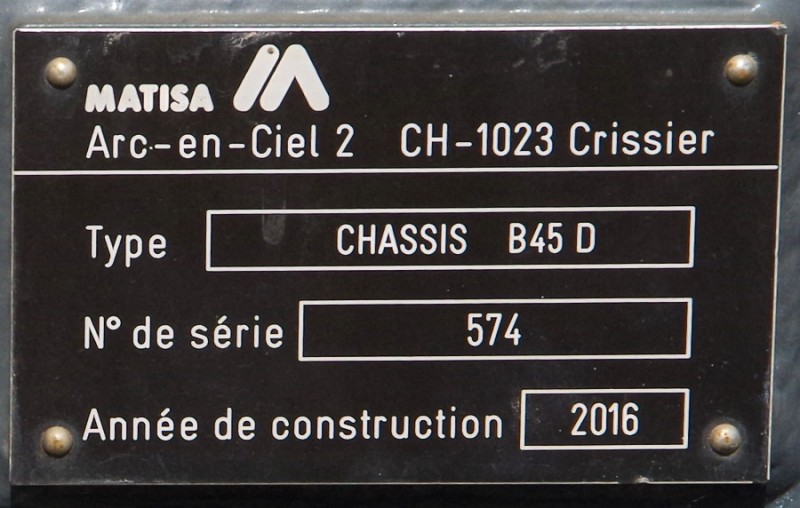 MATISA
Arc-en-Ciel 2 CH-1023 Crissier
Type CHASSIS B45 D
N° de série 574
Année de construction 2016